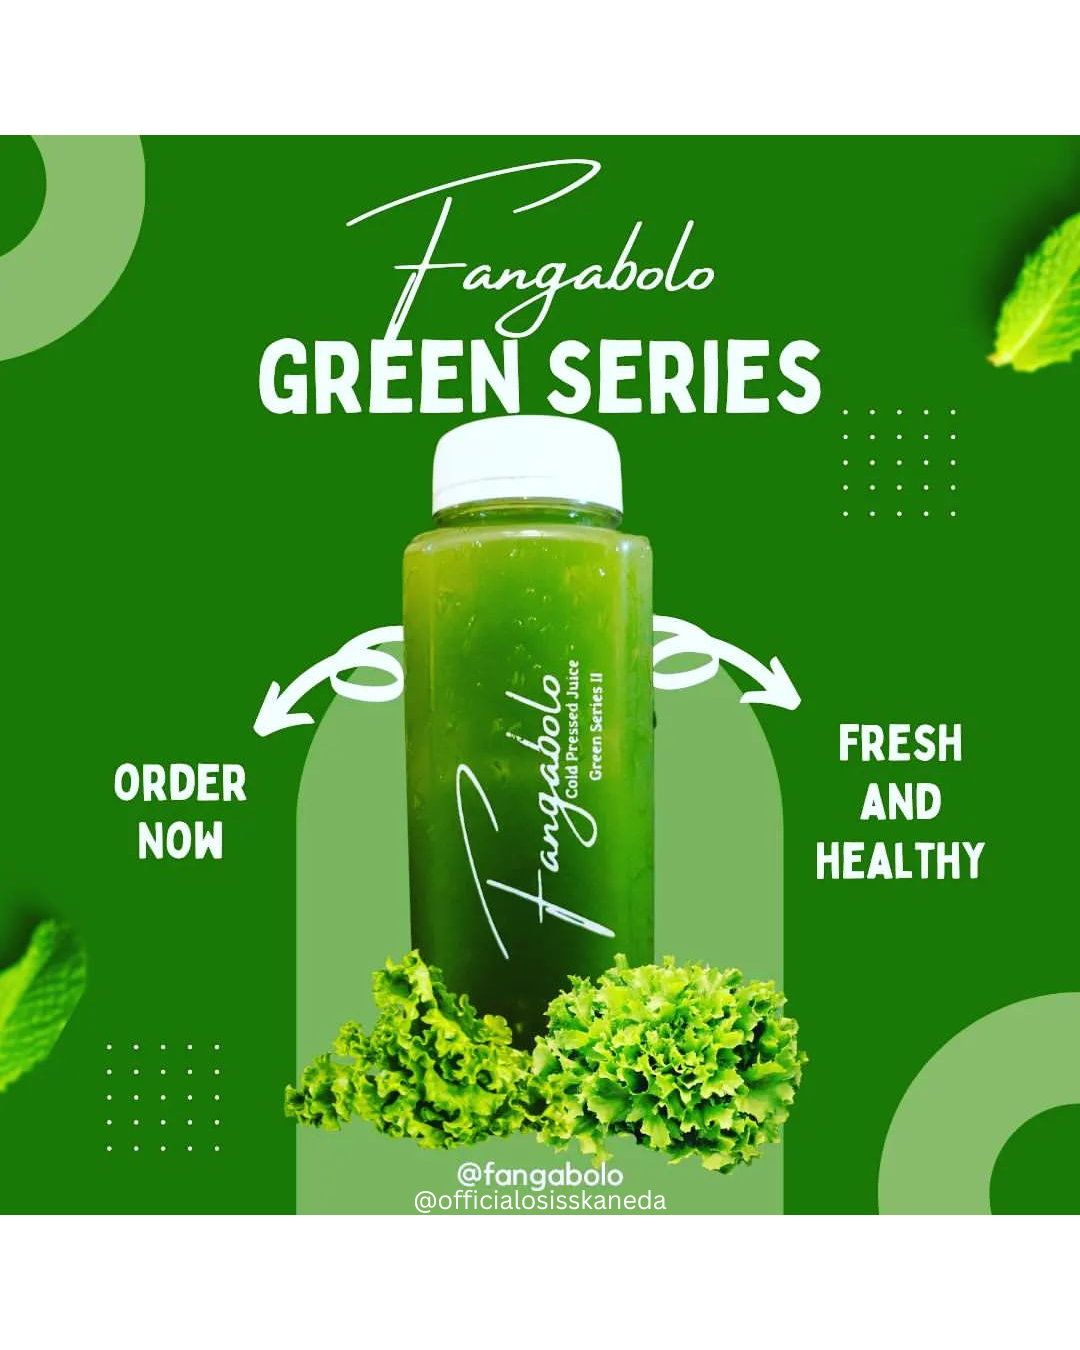 Fangabolo
GREEN SERIES
Fangabolo
Cold Pressed Juice -
Green Series II
ORDER
NOW
FRESH
AND
HEALTHY
@fangabolo
@officialosisskaneda